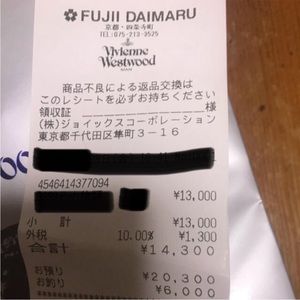 FUJII DAIMARU
京都・四条寺町
TEL:075-213-3525
Vivienne
Westwood
MAN
商品不良による返品交換は
このレシートを必ずお持ちください
領収証 様
(株)ジョイックスコーポレーション
東京都千代田区隼町3-16
4546414377094
¥13,000
小 計 ¥13,000
外税 10.00% ¥1,300
合計 ¥14,300
お預り ¥20,300
お釣り ¥6,000